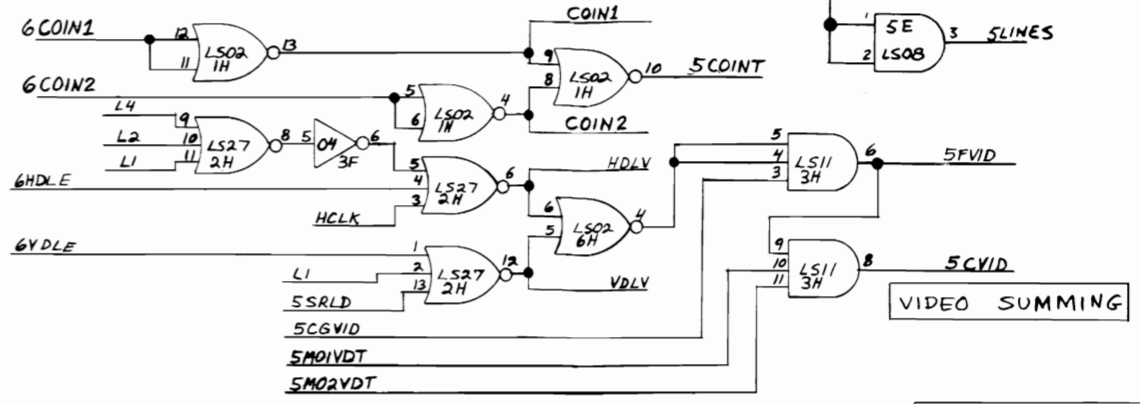 6COIN1
12
11
LS02
1H
13
COIN1
9
8
LS02
1H
10
5COINT
1
2
5E
LS08
3
5LINES
6COIN2
5
6
LS02
1H
4
COIN2
L4
L2
L1
9
10
11
LS27
2H
8
5
04
3F
6
6HDLE
HCLK
5
4
3
LS27
2H
6
HDLV
6
5
LS02
6H
4
5
4
3
LS11
3H
6
5FVID
6VDLE
L1
5SRLD
1
2
13
LS27
2H
12
VDLV
9
10
11
LS11
3H
8
5CVID
5CGVID
5MO1VDT
5MO2VDT
VIDEO SUMMING